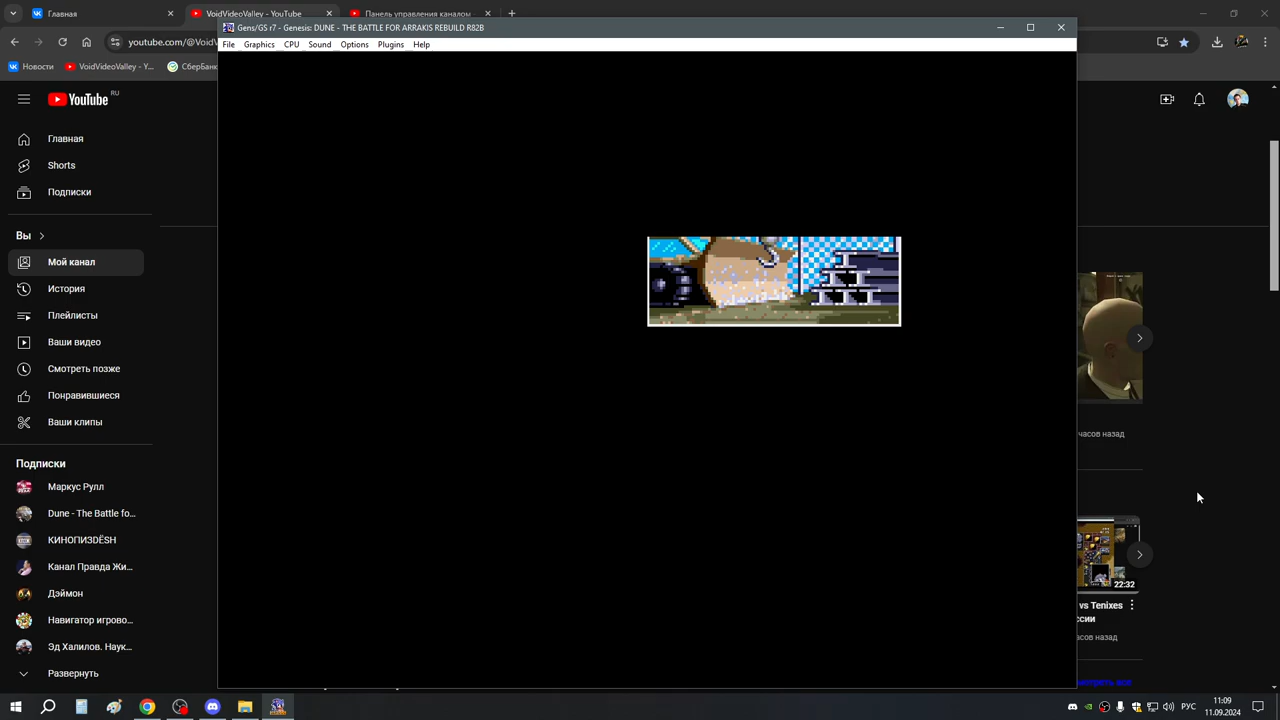 Главная
VoidVideoValley - YouTube
Панель управления каналом
Gens/GS r7 - Genesis: DUNE - THE BATTLE FOR ARRAKIS REBUILD R82B
File Graphics CPU Sound Options Plugins Help
youtube.com/@VoidV
Новости
VoidVideoValley - Y...
YouTube
RU
Главная
Shorts
Подписки
Вы
Мой канал
История
Плейлисты
Ваши видео
Смотреть позже
Понравившиеся
Ваши клипы
Подписки
Маркус Рулл
Dune - The Battle fo...
КИНОПИЗDЁSH
Канал Правда Жи...
Дэймон
Навигатор игрово...
Эд Халилов. Наук...
Развернуть
часов назад
22:32
vs Tenixes
ссии
часов назад
РУС
11:09
11.09.2024